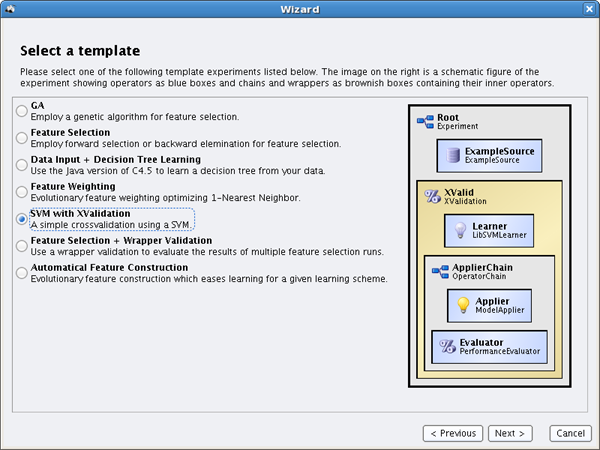 Wizard
Select a template
Please select one of the following template experiments listed below. The image on the right is a schematic figure of the
experiment showing operators as blue boxes and chains and wrappers as brownish boxes containing their inner operators.
GA
Employ a genetic algorithm for feature selection.
Feature Selection
Employ forward selection or backward elemination for feature selection.
Data Input + Decision Tree Learning
Use the Java version of C4.5 to learn a decision tree from your data.
Feature Weighting
Evolutionary feature weighting optimizing 1-Nearest Neighbor.
SVM with XValidation
A simple crossvalidation using a SVM.
Feature Selection + Wrapper Validation
Use a wrapper validation to evaluate the results of multiple feature selection runs.
Automatical Feature Construction
Evolutionary feature construction which eases learning for a given learning scheme.
Root
Experiment
ExampleSource
ExampleSource
XValid
XValidation
Learner
LibSVMLearner
ApplierChain
OperatorChain
Applier
ModelApplier
Evaluator
PerformanceEvaluator
< Previous
Next >
Cancel